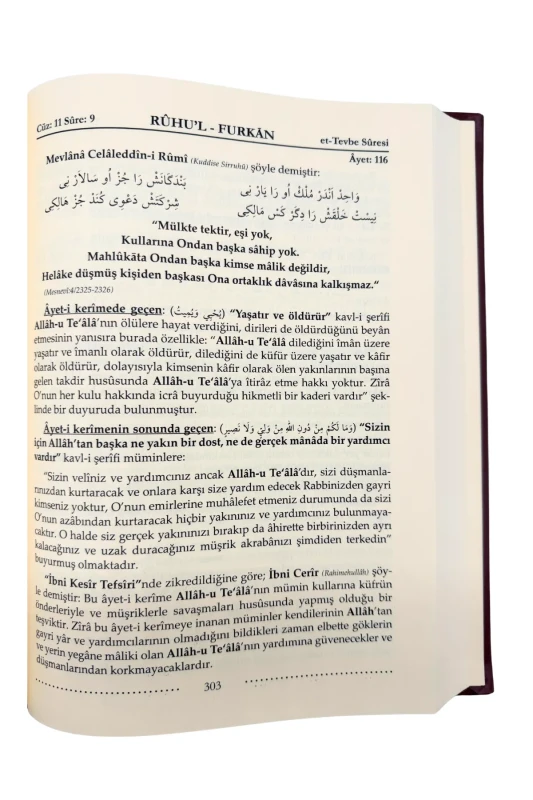 Cüz: 11 Sûre: 9
RÛHU'L - FURKĀN
et-Tevbe Sûresi
Âyet: 116
Mevlânâ Celâleddîn-i Rûmî (Kuddise Sirruhû) şöyle demiştir:
وَاحِدْ اَنْدَرْ مُلْكْ اُو رَا يَارْ نِى بَنْدَكَانَشْ رَا جُزْ اُو سَالاَرْ نِى
نِيسْتْ خَلْقَشْ رَا دِكَرْ كَسْ مَالِكِى شِرْكَتَشْ دَعْوِى كُنَدْ جُزْ هَالِكِى
“Mülkte tektir, eşi yok,
Kullarına Ondan başka sâhip yok.
Mahlûkāta Ondan başka kimse mâlik değildir,
Helâke düşmüş kişiden başkası Ona ortaklık dâvâsına kalkışmaz.”
(Mesnevî:4/2325-2326)
Âyet-i kerîmede geçen: (يُحْيِي وَيُمِيتُ) “Yaşatır ve öldürür” kavl-i şerîfi
Allâh-u Te‘âlâ’nın ölülere hayat verdiğini, dirileri de öldürdüğünü beyân
etmesinin yanısıra burada özellikle: “Allâh-u Te‘âlâ dilediğini îmân üzere
yaşatır ve îmanlı olarak öldürür, dilediğini de küfür üzere yaşatır ve kâfir
olarak öldürür, dolayısıyla kimsenin kâfir olarak ölen yakınlarının başına
gelen takdir husûsunda Allâh-u Te‘âlâ’ya îtirâz etme hakkı yoktur. Zîrâ
O’nun her kulu hakkında icrâ buyurduğu hikmetli bir kaderi vardır” şek-
linde bir duyuruda bulunmuştur.
Âyet-i kerîmenin sonunda geçen: (وَمَا لَكُمْ مِنْ دُونِ اللّٰهِ مِنْ وَلِيٍّ وَلَا نَصِيرٍ) “Sizin
için Allâh’tan başka ne yakın bir dost, ne de gerçek mânâda bir yardımcı
vardır” kavl-i şerîfi müminlere:
“Sizin velîniz ve yardımcınız ancak Allâh-u Te‘âlâ’dır, sizi düşmanla-
rınızdan kurtaracak ve onlara karşı size yardım edecek Rabbinizden gayri
kimseniz yoktur, O’nun emirlerine muhâlefet etmeniz durumunda da sizi
O’nun azâbından kurtaracak hiçbir yakınınız ve yardımcınız bulunmaya-
caktır. O halde siz gerçek yakınınızı bırakıp da âhirette birbirinizden ayrı
kalacağınız ve uzak duracağınız müşrik akrabânızı şimdiden terkedin”
buyurmuş olmaktadır.
“İbni Kesîr Tefsîri”nde zikredildiğine göre; İbni Cerîr (Rahimehullâh) şöy-
le demiştir: Bu âyet-i kerîme Allâh-u Te‘âlâ’nın mümin kullarına küfrün
önderleriyle ve müşriklerle savaşmaları husûsunda yapmış olduğu bir
teşviktir. Zîrâ bu âyet-i kerîmeye inanan müminler kendilerinin Allâh’tan
gayri yâr ve yardımcılarının olmadığını bildikleri zaman elbette göklerin
ve yerin yegâne mâliki olan Allâh-u Te‘âlâ’nın yardımına güvenecekler ve
düşmanlarından korkmayacaklardır.
303